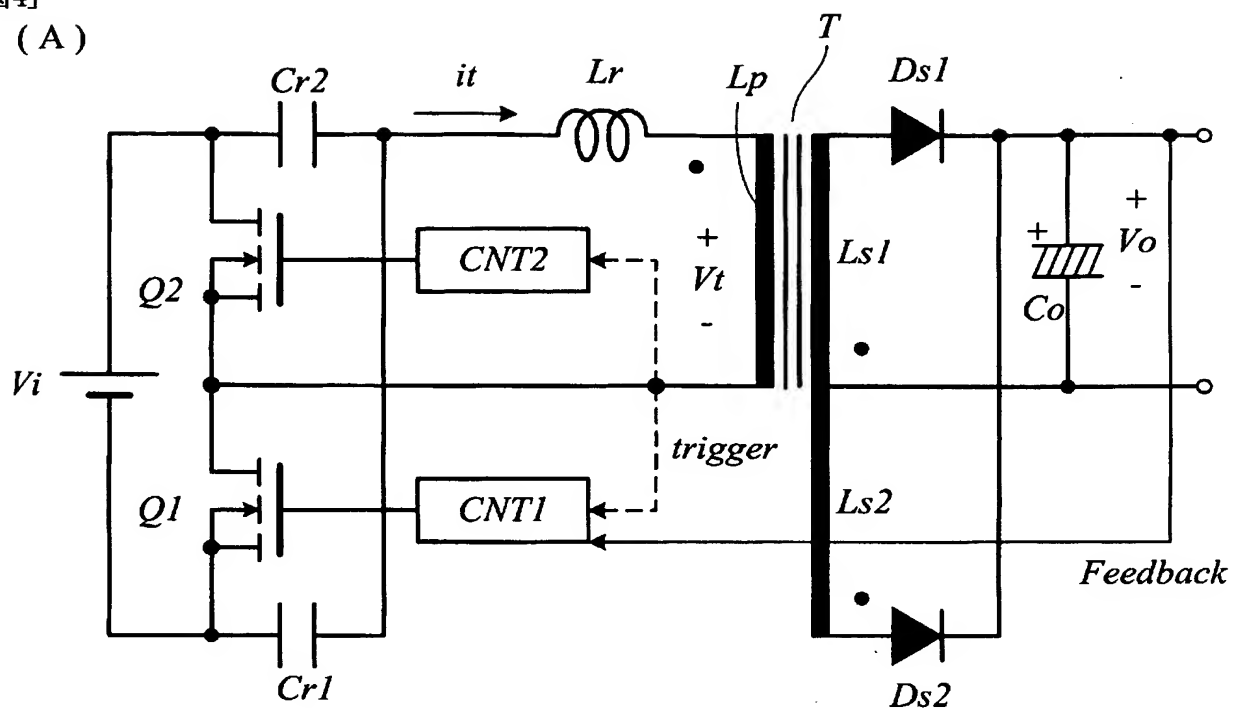 ( A )
T
Cr2
it
Lr
Lp
Ds1
CNT2
+
Vt
-
Ls1
+
Co
+
Vo
-
Q2
Vi
trigger
Q1
CNT1
Ls2
Feedback
Cr1
Ds2